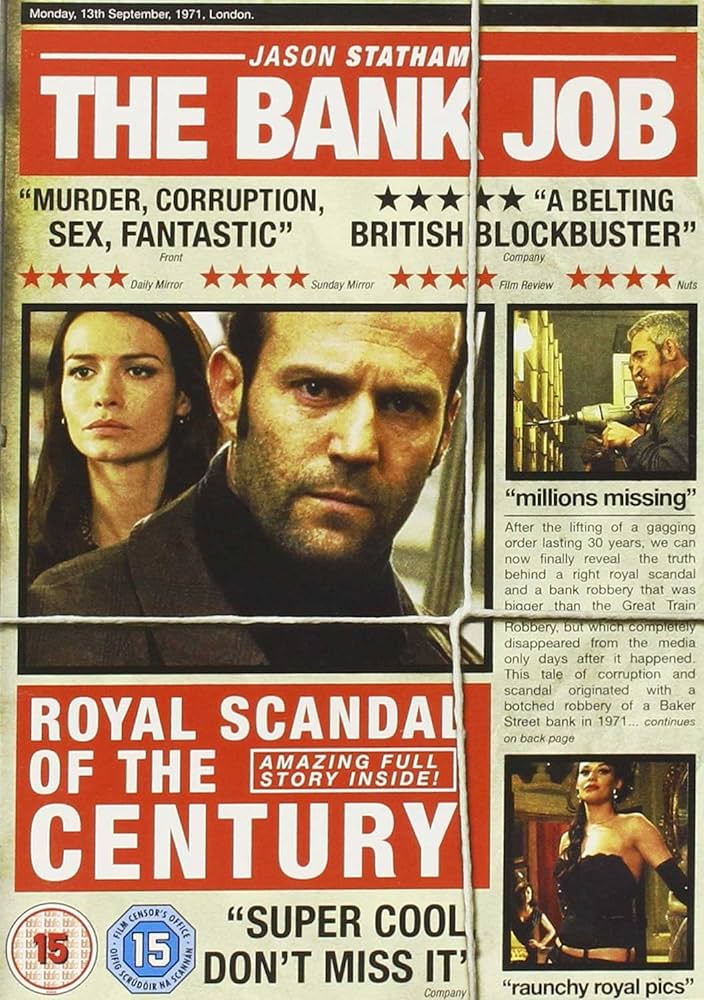 Monday, 13th September, 1971, London.
JASON STATHAM
THE BANK JOB
“MURDER, CORRUPTION,
SEX, FANTASTIC”
Front
★★★★★ “A BELTING
BRITISH BLOCKBUSTER”
Company
★★★★ Daily Mirror
★★★★ Sunday Mirror
★★★★ Film Review
★★★★ Nuts
“millions missing”
After the lifting of a gagging
order lasting 30 years, we can
now finally reveal the truth
behind a right royal scandal
and a bank robbery that was
bigger than the Great Train
Robbery, but which completely
disappeared from the media
only days after it happened.
This tale of corruption and
scandal originated with a
botched robbery of a Baker
Street bank in 1971... continues
on back page
ROYAL SCANDAL
OF THE
AMAZING FULL
STORY INSIDE!
CENTURY
15
FILM CENSOR'S OFFICE
15
OIFIG SCRÚDÓIR NA SCANNÁN
“SUPER COOL
DON'T MISS IT”
Company
“raunchy royal pics”